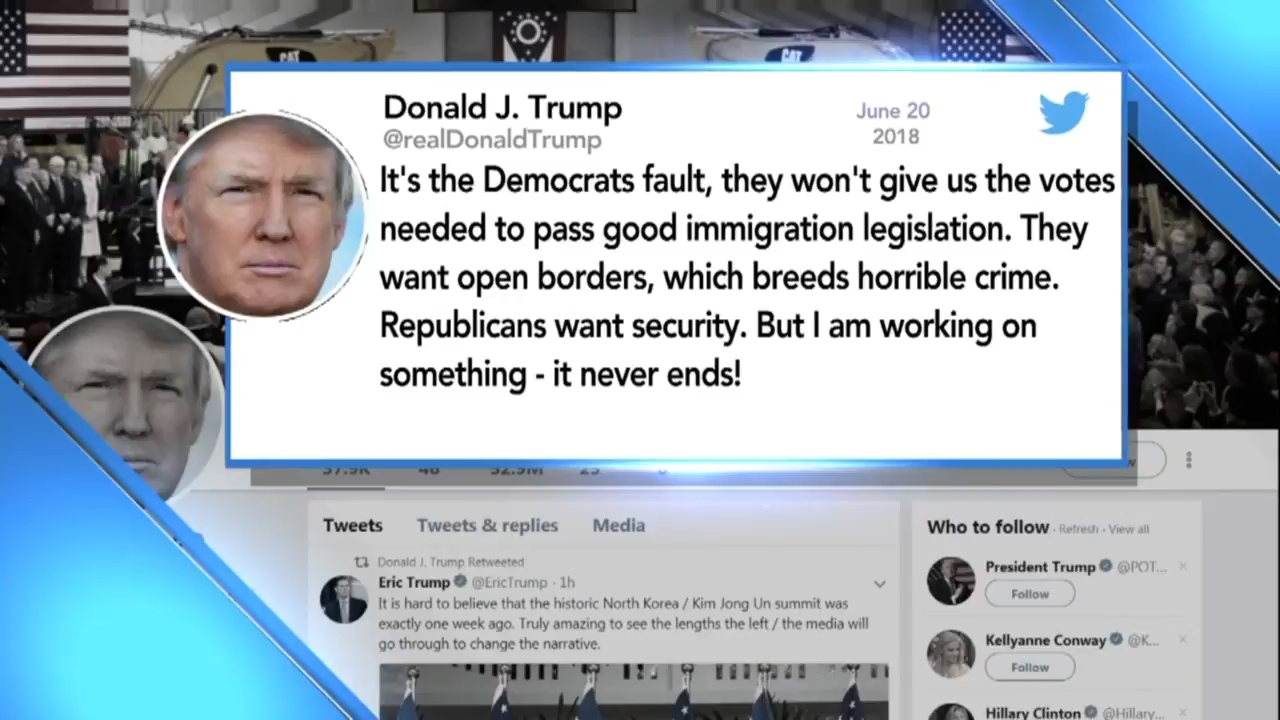 CAT
CAT
Donald J. Trump
@realDonaldTrump
June 20
2018
It's the Democrats fault, they won't give us the votes
needed to pass good immigration legislation. They
want open borders, which breeds horrible crime.
Republicans want security. But I am working on
something - it never ends!
Tweets Tweets & replies Media
Donald J. Trump Retweeted
Eric Trump @EricTrump · 1h
It is hard to believe that the historic North Korea / Kim Jong Un summit was
exactly one week ago. Truly amazing to see the lengths the left / the media will
go through to change the narrative.
Who to follow · Refresh · View all
President Trump @POT...
Follow
Kellyanne Conway @K...
Follow
Hillary Clinton @Hillary...